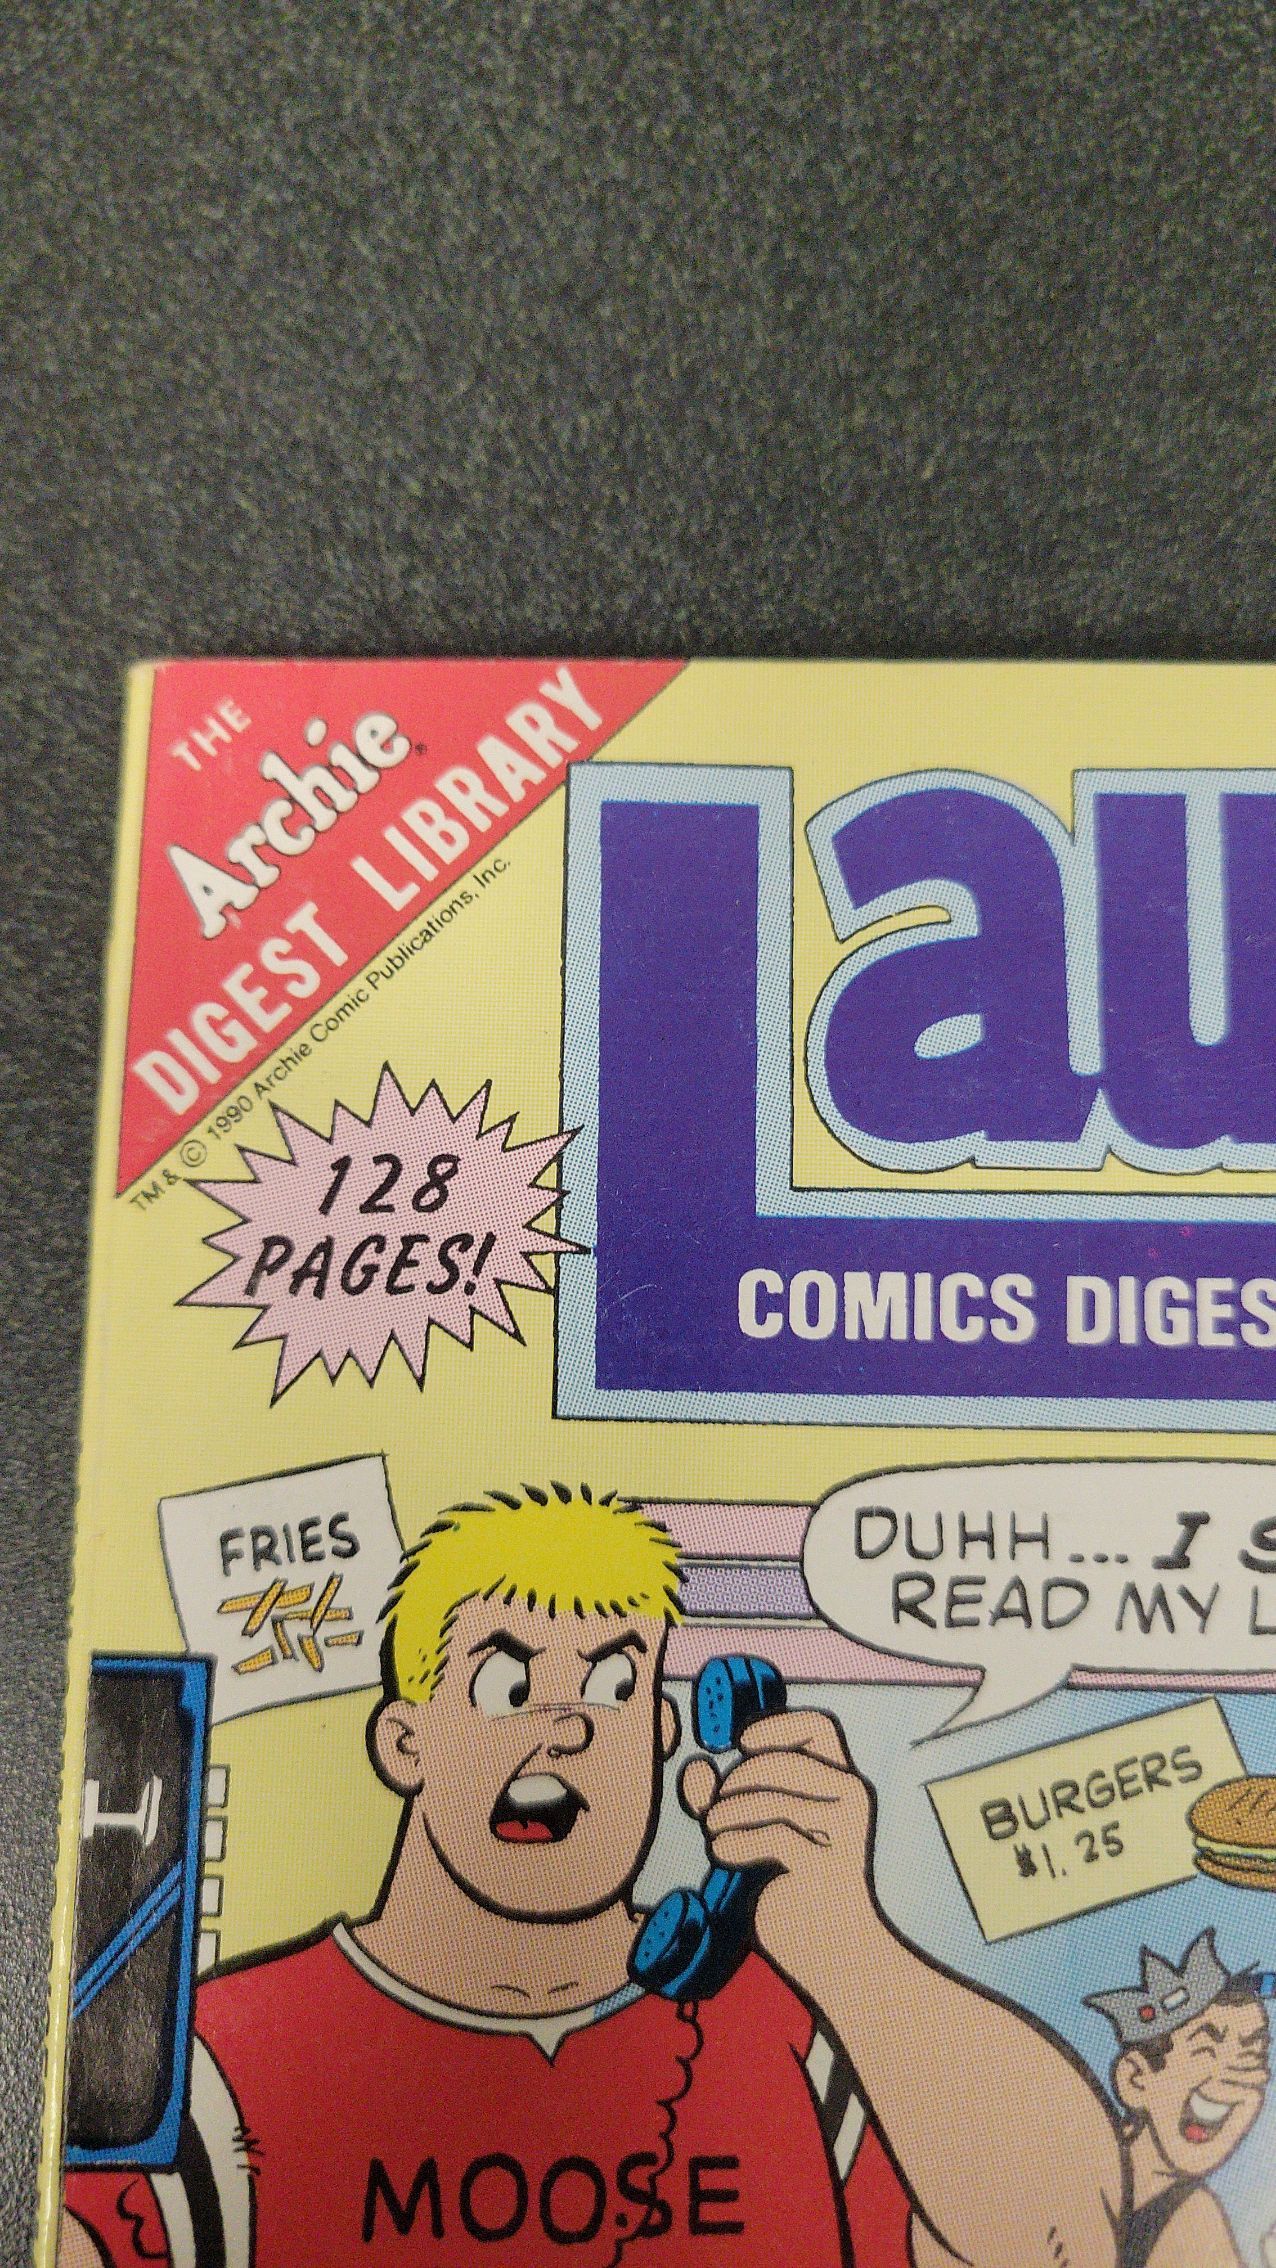 THE
Archie
DIGEST LIBRARY
TM & © 1990 Archie Comic Publications, Inc.
128
PAGES!
Lau
COMICS DIGES
FRIES
DUHH... I S
READ MY L
BURGERS
$1.25
MOOSE